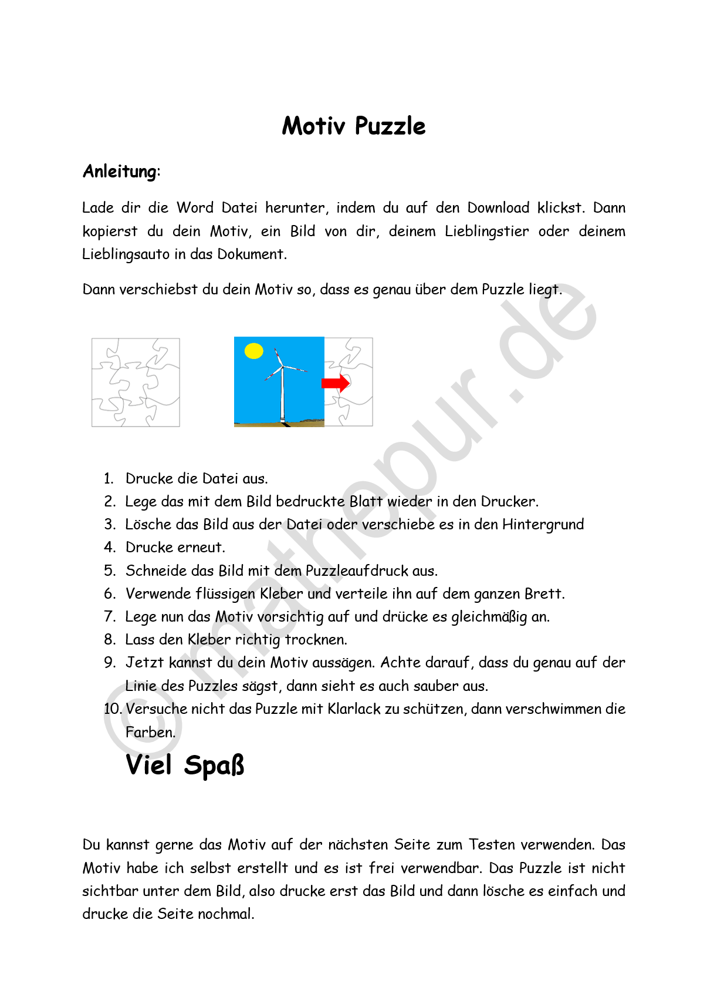 Motiv Puzzle
Anleitung:
Lade dir die Word Datei herunter, indem du auf den Download klickst. Dann
kopierst du dein Motiv, ein Bild von dir, deinem Lieblingstier oder deinem
Lieblingsauto in das Dokument.
Dann verschiebst du dein Motiv so, dass es genau über dem Puzzle liegt.
1. Drucke die Datei aus.
2. Lege das mit dem Bild bedruckte Blatt wieder in den Drucker.
3. Lösche das Bild aus der Datei oder verschiebe es in den Hintergrund
4. Drucke erneut.
5. Schneide das Bild mit dem Puzzleaufdruck aus.
6. Verwende flüssigen Kleber und verteile ihn auf dem ganzen Brett.
7. Lege nun das Motiv vorsichtig auf und drücke es gleichmäßig an.
8. Lass den Kleber richtig trocknen.
9. Jetzt kannst du dein Motiv aussägen. Achte darauf, dass du genau auf der
Linie des Puzzles sägst, dann sieht es auch sauber aus.
10. Versuche nicht das Puzzle mit Klarlack zu schützen, dann verschwimmen die
Farben.
Viel Spaß
Du kannst gerne das Motiv auf der nächsten Seite zum Testen verwenden. Das
Motiv habe ich selbst erstellt und es ist frei verwendbar. Das Puzzle ist nicht
sichtbar unter dem Bild, also drucke erst das Bild und dann lösche es einfach und
drucke die Seite nochmal.
© mathepur.de